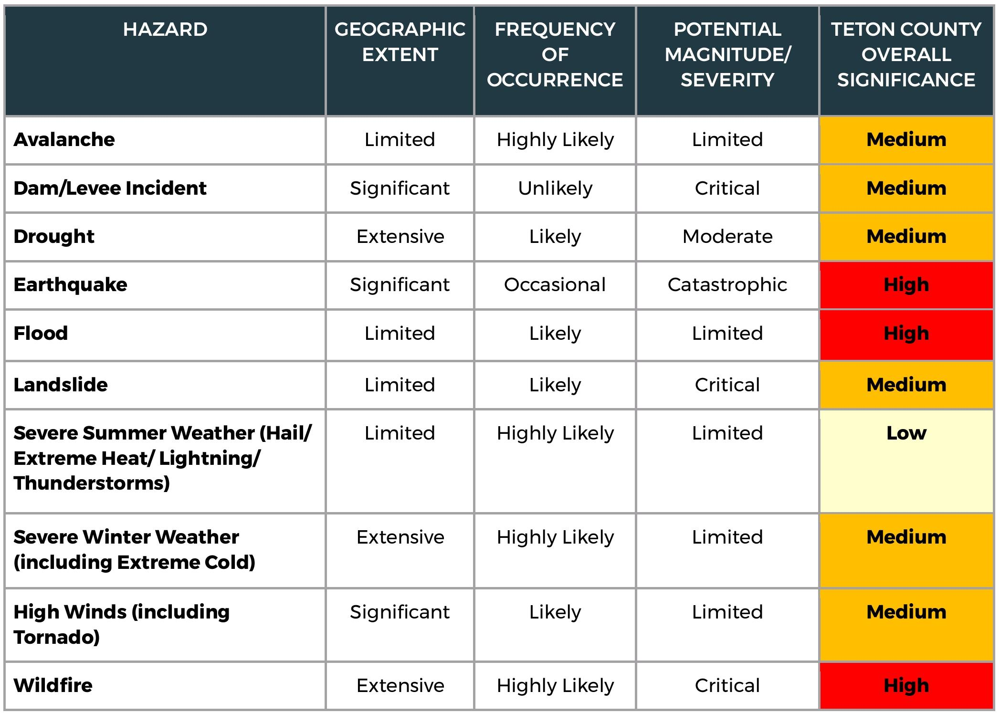 HAZARD
GEOGRAPHIC
EXTENT
FREQUENCY
OF
OCCURRENCE
POTENTIAL
MAGNITUDE/
SEVERITY
TETON COUNTY
OVERALL
SIGNIFICANCE
Avalanche
Limited
Highly Likely
Limited
Medium
Dam/Levee Incident
Significant
Unlikely
Critical
Medium
Drought
Extensive
Likely
Moderate
Medium
Earthquake
Significant
Occasional
Catastrophic
High
Flood
Limited
Likely
Limited
High
Landslide
Limited
Likely
Critical
Medium
Severe Summer Weather (Hail/
Extreme Heat/ Lightning/
Thunderstorms)
Limited
Highly Likely
Limited
Low
Severe Winter Weather
(including Extreme Cold)
Extensive
Highly Likely
Limited
Medium
High Winds (including
Tornado)
Significant
Likely
Limited
Medium
Wildfire
Extensive
Highly Likely
Critical
High